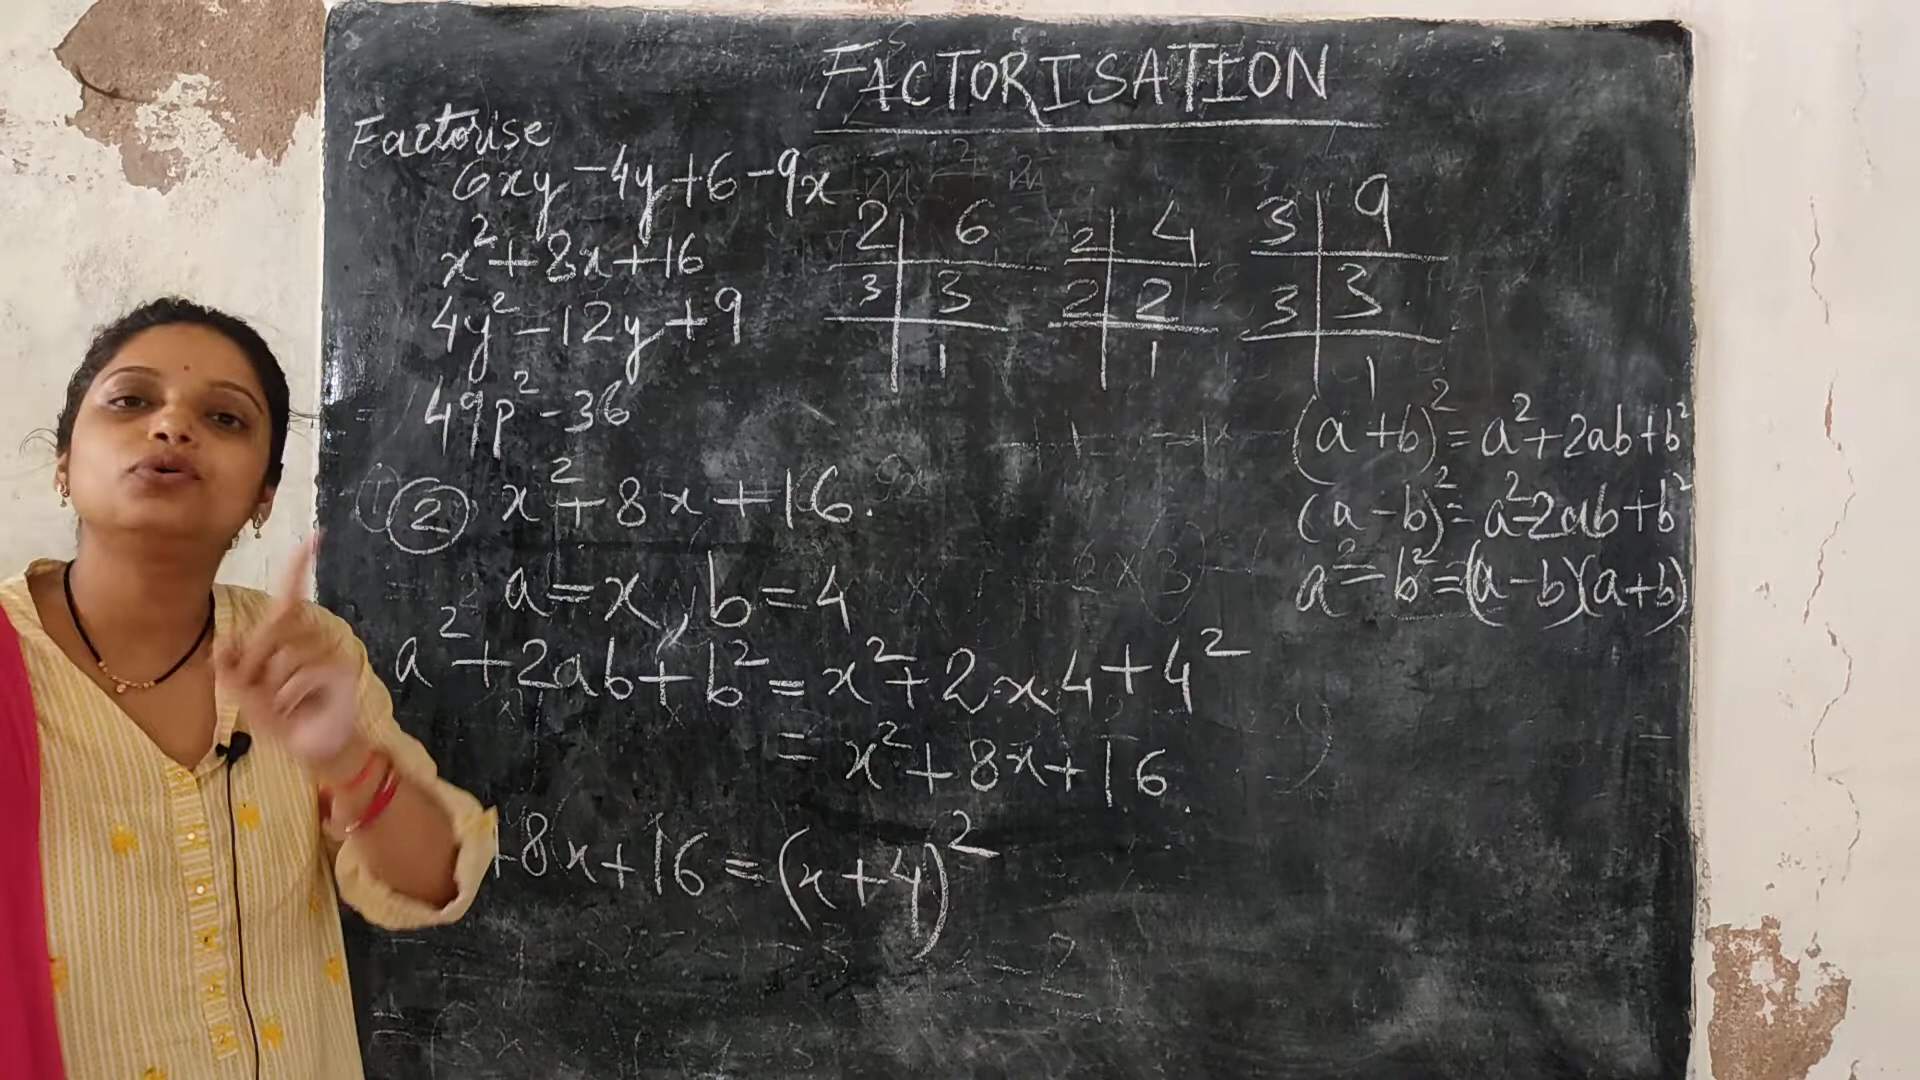 FACTORISATION
Factorise
6xy - 4y + 6 - 9x
x² + 8x + 16
4y² - 12y + 9
49p² - 36
2 | 6
3 | 3
1
2 | 4
2 | 2
1
3 | 9
3 | 3
1
(a + b)² = a² + 2ab + b²
(a - b)² = a² - 2ab + b²
a² - b² = (a - b)(a + b)
② x² + 8x + 16.
a = x, b = 4
a² + 2ab + b² = x² + 2x·4 + 4²
= x² + 8x + 16.
+ 8x + 16 = (x + 4)²